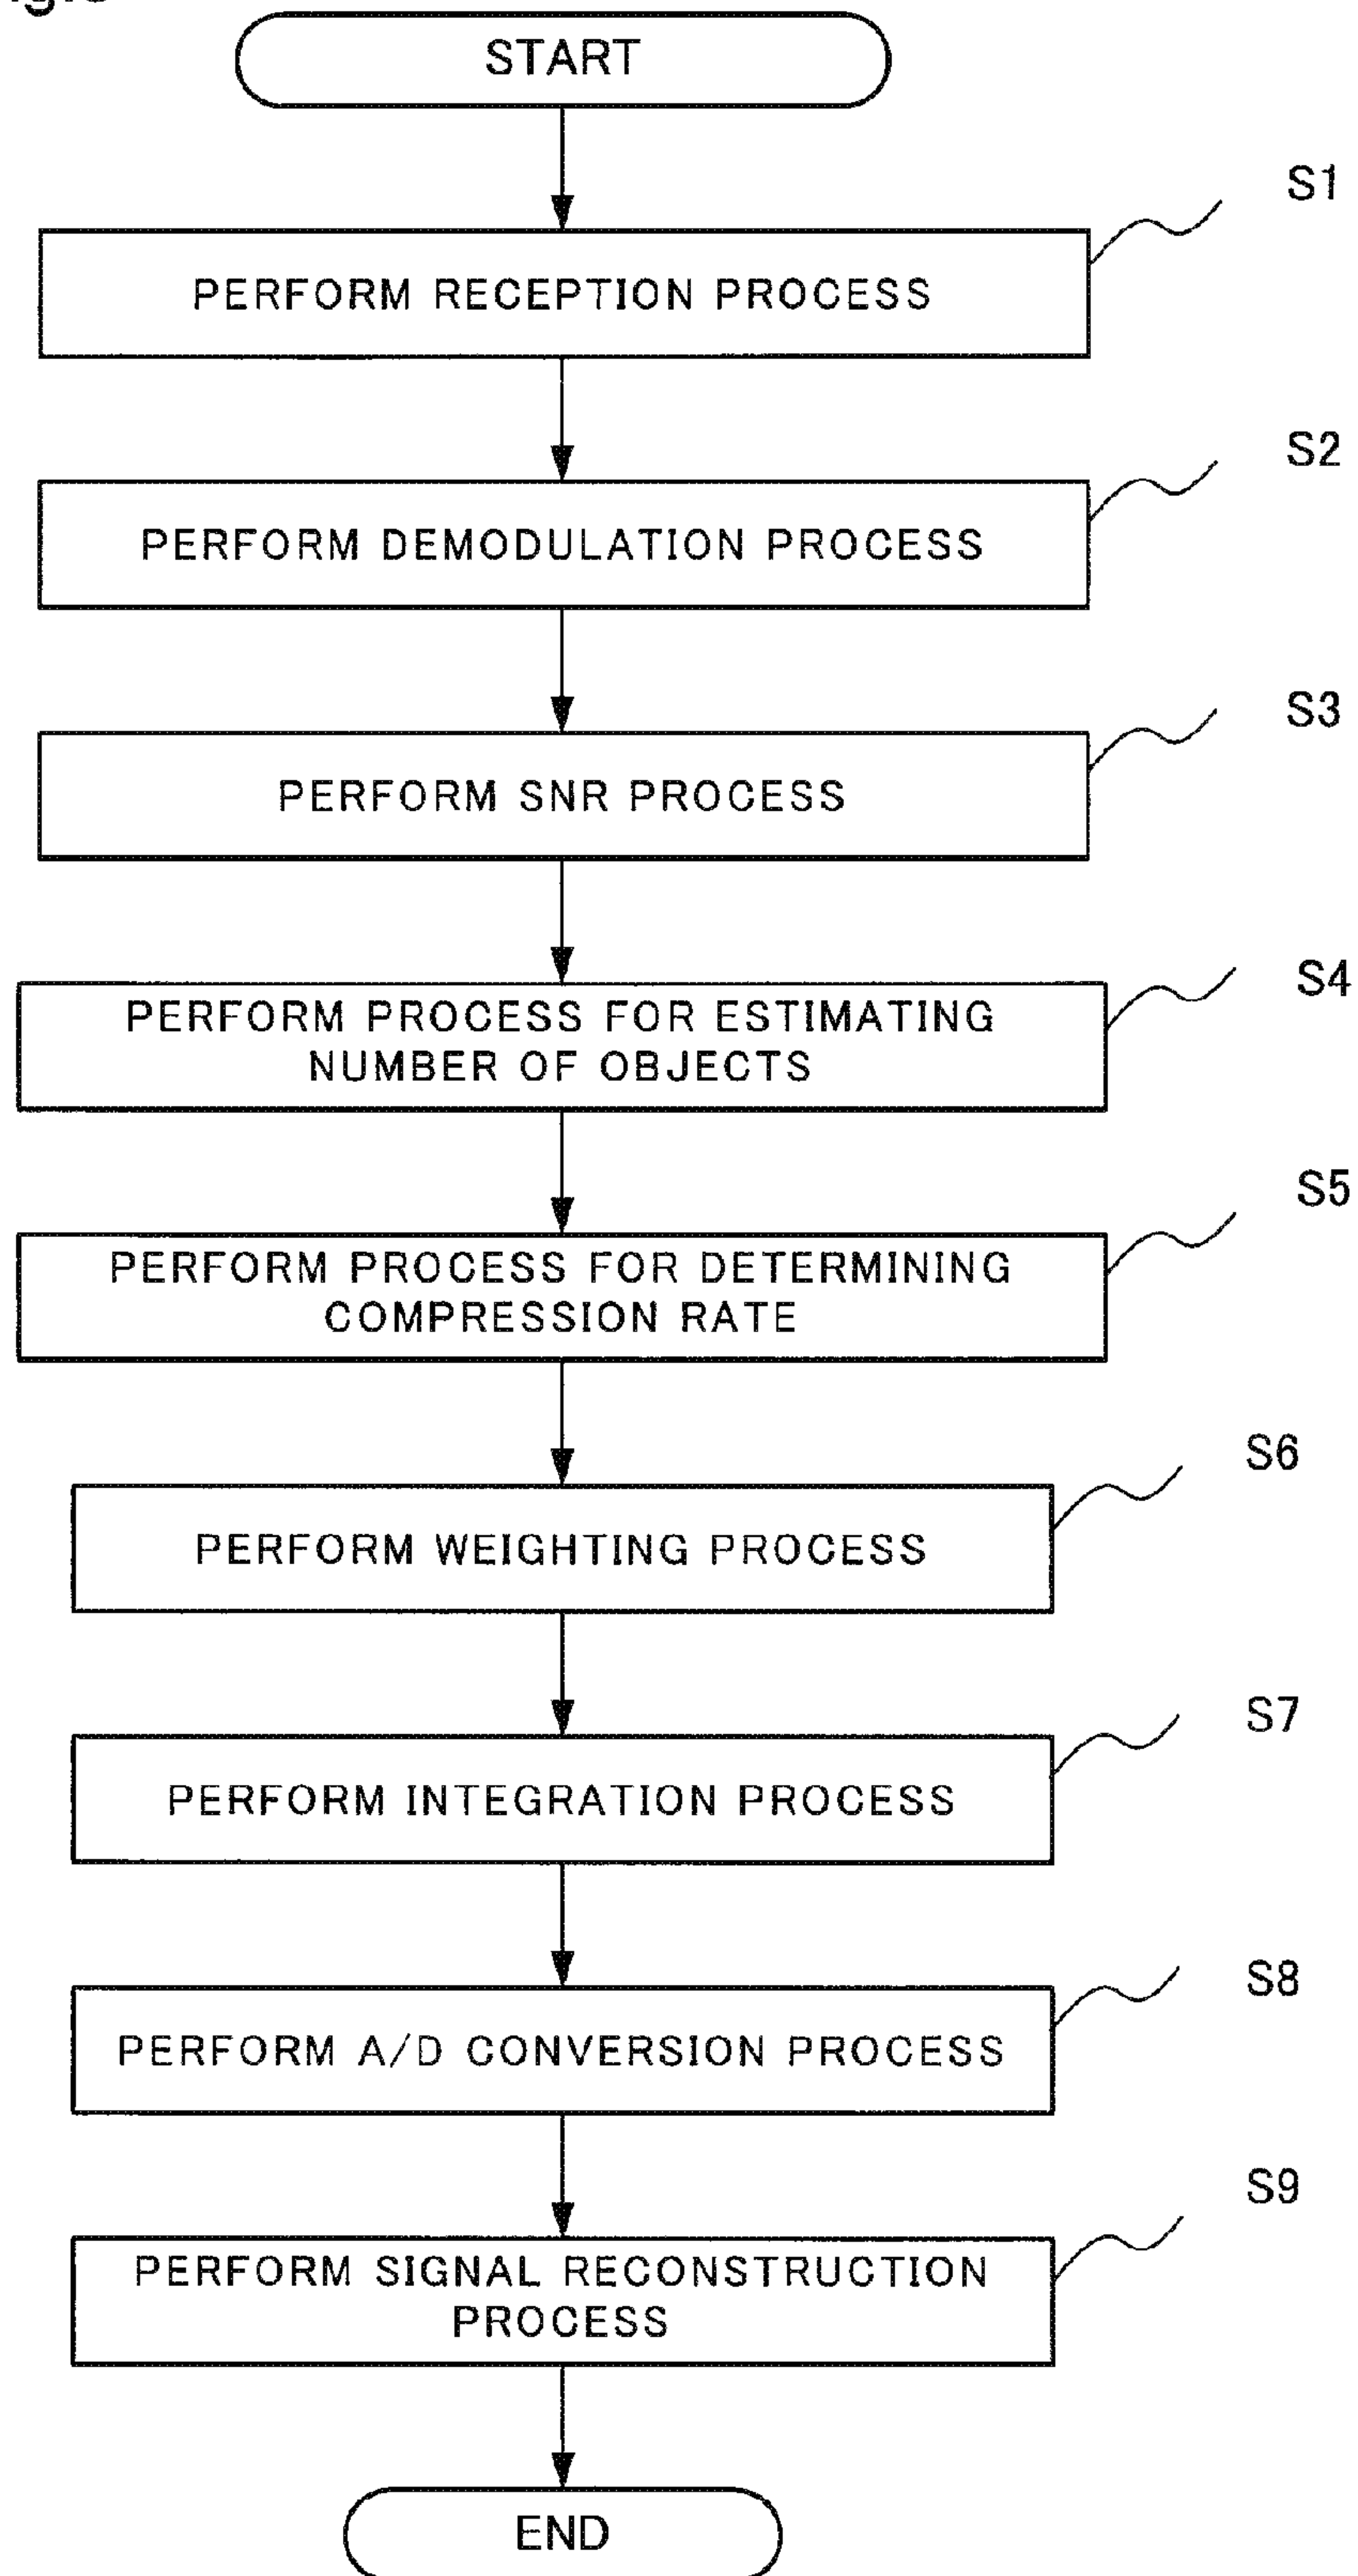 START
S1
PERFORM RECEPTION PROCESS
S2
PERFORM DEMODULATION PROCESS
S3
PERFORM SNR PROCESS
S4
PERFORM PROCESS FOR ESTIMATING
NUMBER OF OBJECTS
S5
PERFORM PROCESS FOR DETERMINING
COMPRESSION RATE
S6
PERFORM WEIGHTING PROCESS
S7
PERFORM INTEGRATION PROCESS
S8
PERFORM A/D CONVERSION PROCESS
S9
PERFORM SIGNAL RECONSTRUCTION
PROCESS
END